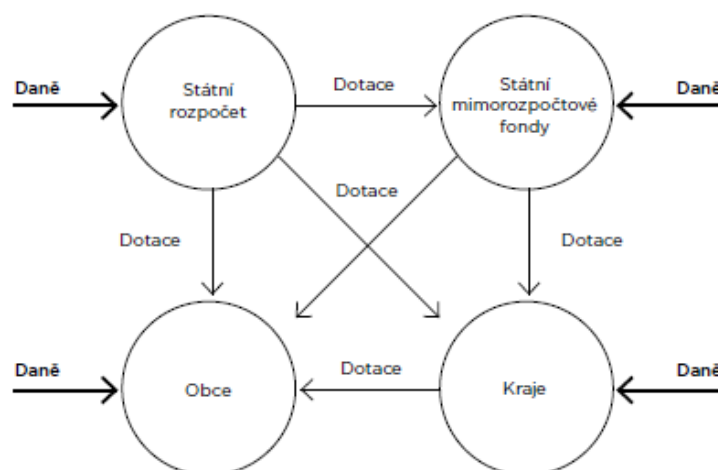 Daně
Státní
rozpočet
Dotace
Státní
mimorozpočtové
fondy
Daně
Dotace
Dotace
Dotace
Daně
Obce
Dotace
Kraje
Daně